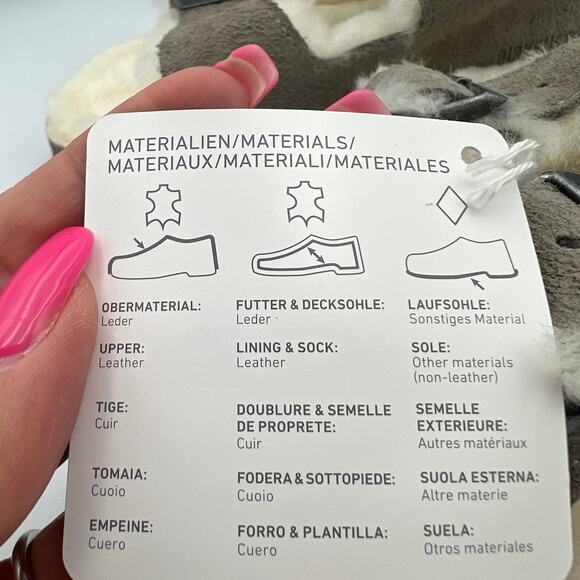 MATERIALIEN/MATERIALS/
MATERIAUX/MATERIALI/MATERIALES
OBERMATERIAL:
Leder
UPPER:
Leather
TIGE:
Cuir
TOMAIA:
Cuoio
EMPEINE:
Cuero
FUTTER & DECKSOHLE:
Leder
LINING & SOCK:
Leather
DOUBLURE & SEMELLE
DE PROPRETE:
Cuir
FODERA & SOTTOPIEDE:
Cuoio
FORRO & PLANTILLA:
Cuero
LAUFSOHLE:
Sonstiges Material
SOLE:
Other materials
(non-leather)
SEMELLE
EXTERIEURE:
Autres matériaux
SUOLA ESTERNA:
Altre materie
SUELA:
Otros materiales